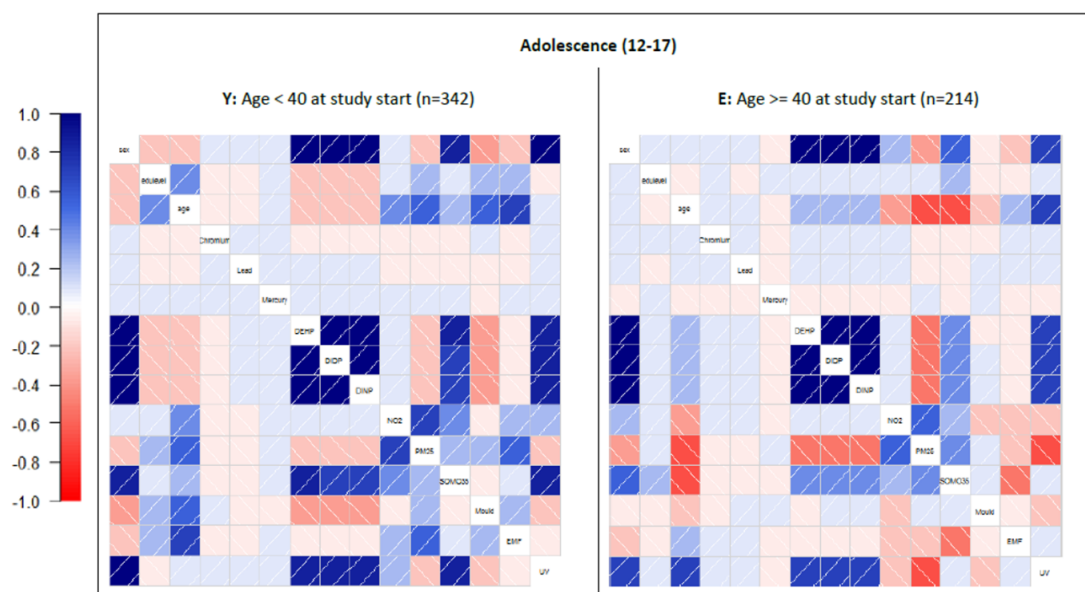 Adolescence (12-17)
Y: Age < 40 at study start (n=342)
E: Age >= 40 at study start (n=214)
1.0
0.8
0.6
0.4
0.2
0.0
-0.2
-0.4
-0.6
-0.8
-1.0
sex
edulevel
age
Chromium
Lead
Mercury
DEHP
DIDP
DINP
NO2
PM25
SOMO35
Mould
EMF
UV
sex
edulevel
age
Chromium
Lead
Mercury
DEHP
DIDP
DINP
NO2
PM25
SOMO35
Mould
EMF
UV